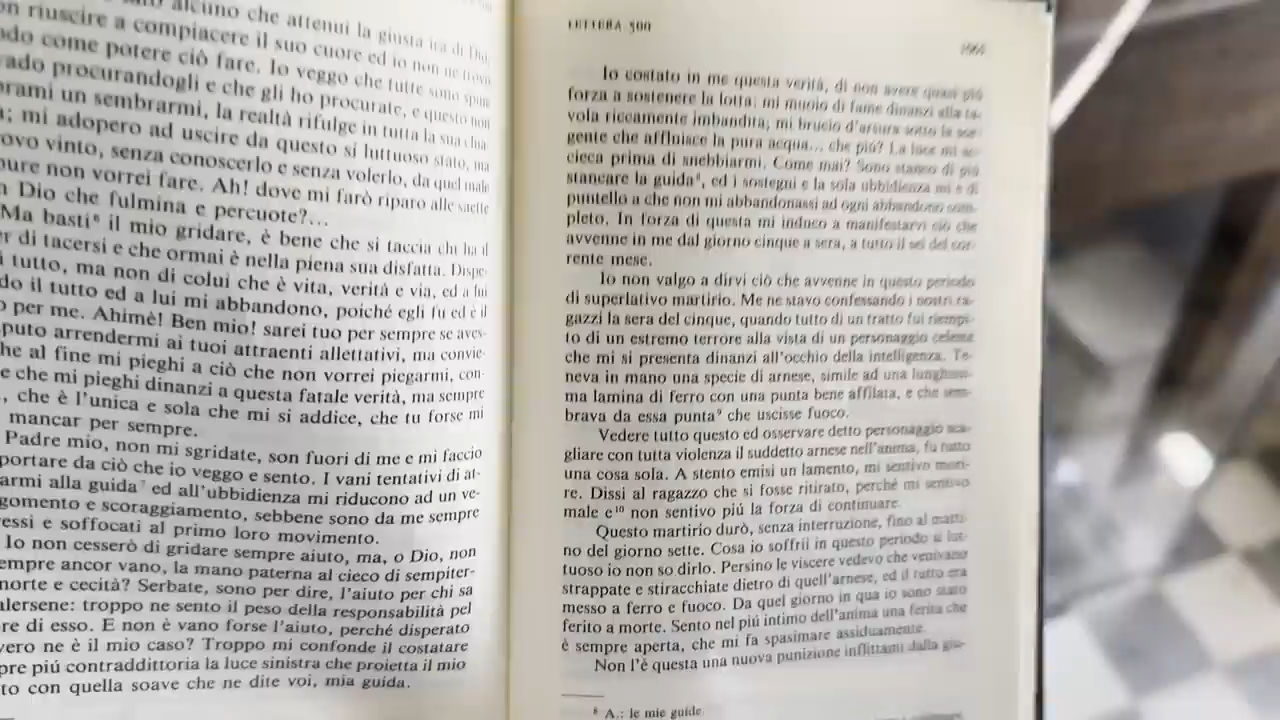 alcuno che attenui la giusta ira di Dio,
riuscire a compiacere il suo cuore ed io non ne trovo
come potere ciò fare. Io veggo che tutte sono spine
procurandogli e che gli ho procurate, e questo non
un sembrarmi, la realtà rifulge in tutta la sua
mi adopero ad uscire da questo sí luttuoso stato, ma
vinto, senza conoscerlo e senza volerlo, da quel male
non vorrei fare. Ah! dove mi farò riparo alle saette
Dio che fulmina e percuote?...
Ma basti⁶ il mio gridare, è bene che si taccia chi ha il
di tacersi e che ormai è nella piena sua disfatta. Dispe-
tutto, ma non di colui che è vita, verità e via, ed a lui
il tutto ed a lui mi abbandono, poiché egli fu ed è il
per me. Ahimè! Ben mio! sarei tuo per sempre se aves-
arrendermi ai tuoi attraenti allettativi, ma convie-
al fine mi pieghi a ciò che non vorrei piegarmi, con-
che mi pieghi dinanzi a questa fatale verità, ma sempre
che è l'unica e sola che mi si addice, che tu forse mi
mancar per sempre.
Padre mio, non mi sgridate, son fuori di me e mi faccio
portare da ciò che io veggo e sento. I vani tentativi di at-
armi alla guida⁷ ed all'ubbidienza mi riducono ad un ve-
gomento e scoraggiamento, sebbene sono da me sempre
e soffocati al primo loro movimento.
Io non cesserò di gridare sempre aiuto, ma, o Dio, non
ancor vano, la mano paterna al cieco di sempiter-
e cecità? Serbate, sono per dire, l'aiuto per chi sa
alersene: troppo ne sento il peso della responsabilità pel
di esso. E non è vano forse l'aiuto, perché disperato
ne è il mio caso? Troppo mi confonde il costatare
piú contraddittoria la luce sinistra che proietta il mio
con quella soave che ne dite voi, mia guida.
LETTERA 500
Io costato in me questa verità, di non avere quasi piú
forza a sostenere la lotta: mi muoio di fame dinanzi alla ta-
vola riccamente imbandita; mi brucio d'arsura sotto la sor-
gente che affluisce la pura acqua... che piú? La luce mi ac-
cieca prima di snebbiarmi. Come mai? Sono stanco di piú
stancare la guida⁸, ed i sostegni e la sola ubbidienza mi è di
puntello a che non mi abbandonassi ad ogni abbandono com-
pleto. In forza di questa mi induco a manifestarvi ciò che
avvenne in me dal giorno cinque a sera, a tutto il sei del cor-
rente mese.
Io non valgo a dirvi ciò che avvenne in questo periodo
di superlativo martirio. Me ne stavo confessando i nostri ra-
gazzi la sera del cinque, quando tutto di un tratto fui riempi-
to di un estremo terrore alla vista di un personaggio celeste
che mi si presenta dinanzi all'occhio della intelligenza. Te-
neva in mano una specie di arnese, simile ad una lunghissi-
ma lamina di ferro con una punta bene affilata, e che sem-
brava da essa punta⁹ che uscisse fuoco.
Vedere tutto questo ed osservare detto personaggio sca-
gliare con tutta violenza il suddetto arnese nell'anima, fu tutto
una cosa sola. A stento emisi un lamento, mi sentivo mori-
re. Dissi al ragazzo che si fosse ritirato, perché mi sentivo
male e¹⁰ non sentivo piú la forza di continuare.
Questo martirio durò, senza interruzione, fino al matti-
no del giorno sette. Cosa io soffrii in questo periodo sí lut-
tuoso io non so dirlo. Persino le viscere vedevo che venivano
strappate e stiracchiate dietro di quell'arnese, ed il tutto era
messo a ferro e fuoco. Da quel giorno in qua io sono stato
ferito a morte. Sento nel piú intimo dell'anima una ferita che
è sempre aperta, che mi fa spasimare assiduamente.
Non l'è questa una nuova punizione inflittami dalla giu-
⁸ A.: le mie guide.